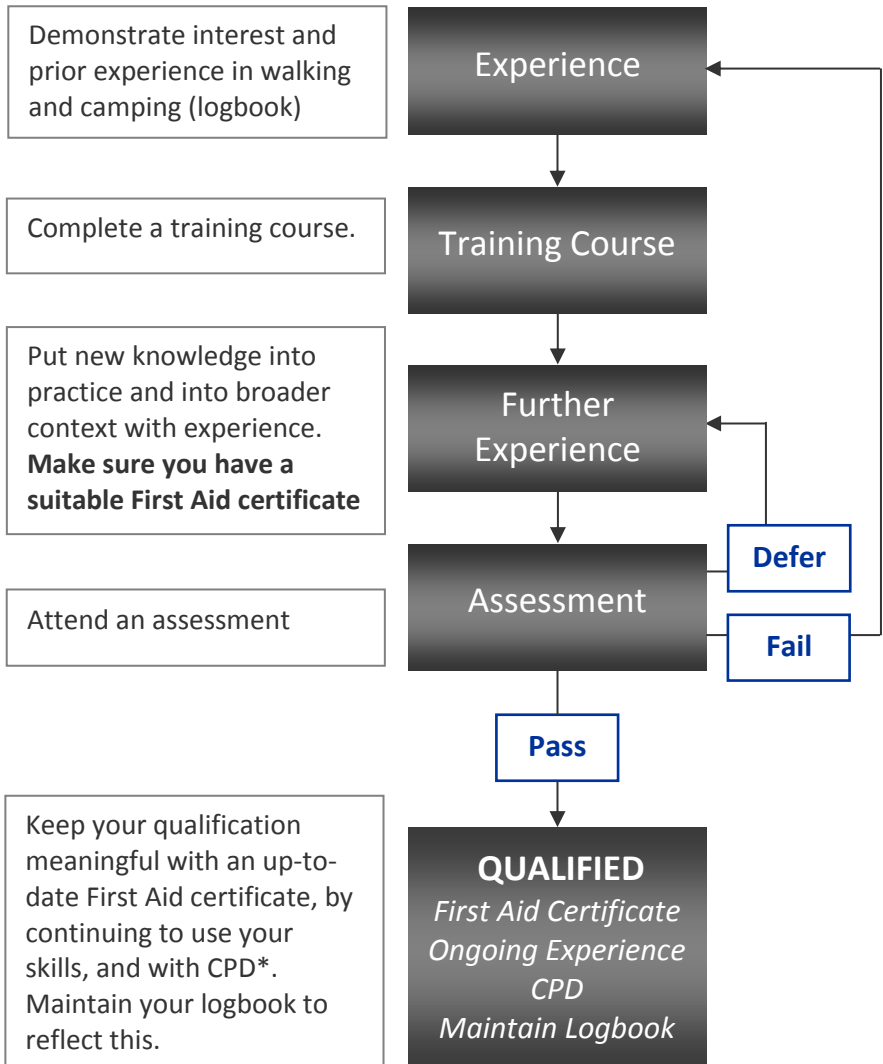 Demonstrate interest and
prior experience in walking
and camping (logbook)
Experience
Complete a training course.
Training Course
Put new knowledge into
practice and into broader
context with experience.
Make sure you have a
suitable First Aid certificate
Further
Experience
Defer
Attend an assessment
Assessment
Fail
Pass
Keep your qualification
meaningful with an up-to-
date First Aid certificate, by
continuing to use your
skills, and with CPD*.
Maintain your logbook to
reflect this.
QUALIFIED
First Aid Certificate
Ongoing Experience
CPD
Maintain Logbook